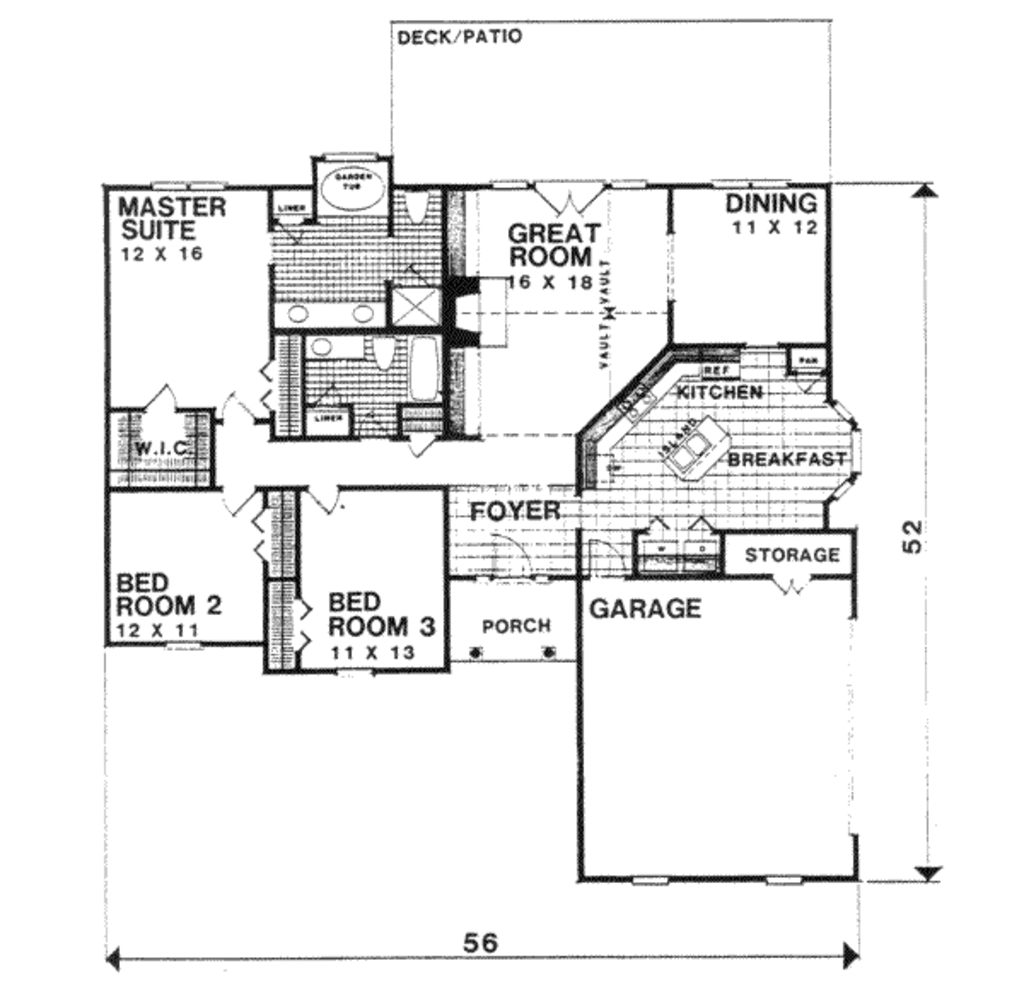 DECK/PATIO
GARDEN
TUB
LINEN
MASTER
SUITE
12 X 16
GREAT
ROOM
16 X 18
VAULT
VAULT
DINING
11 X 12
REF
PAN
KITCHEN
ISLAND
BREAKFAST
LINEN
W.I.C.
FOYER
W
D
STORAGE
BED
ROOM 2
12 X 11
BED
ROOM 3
11 X 13
PORCH
GARAGE
52
56